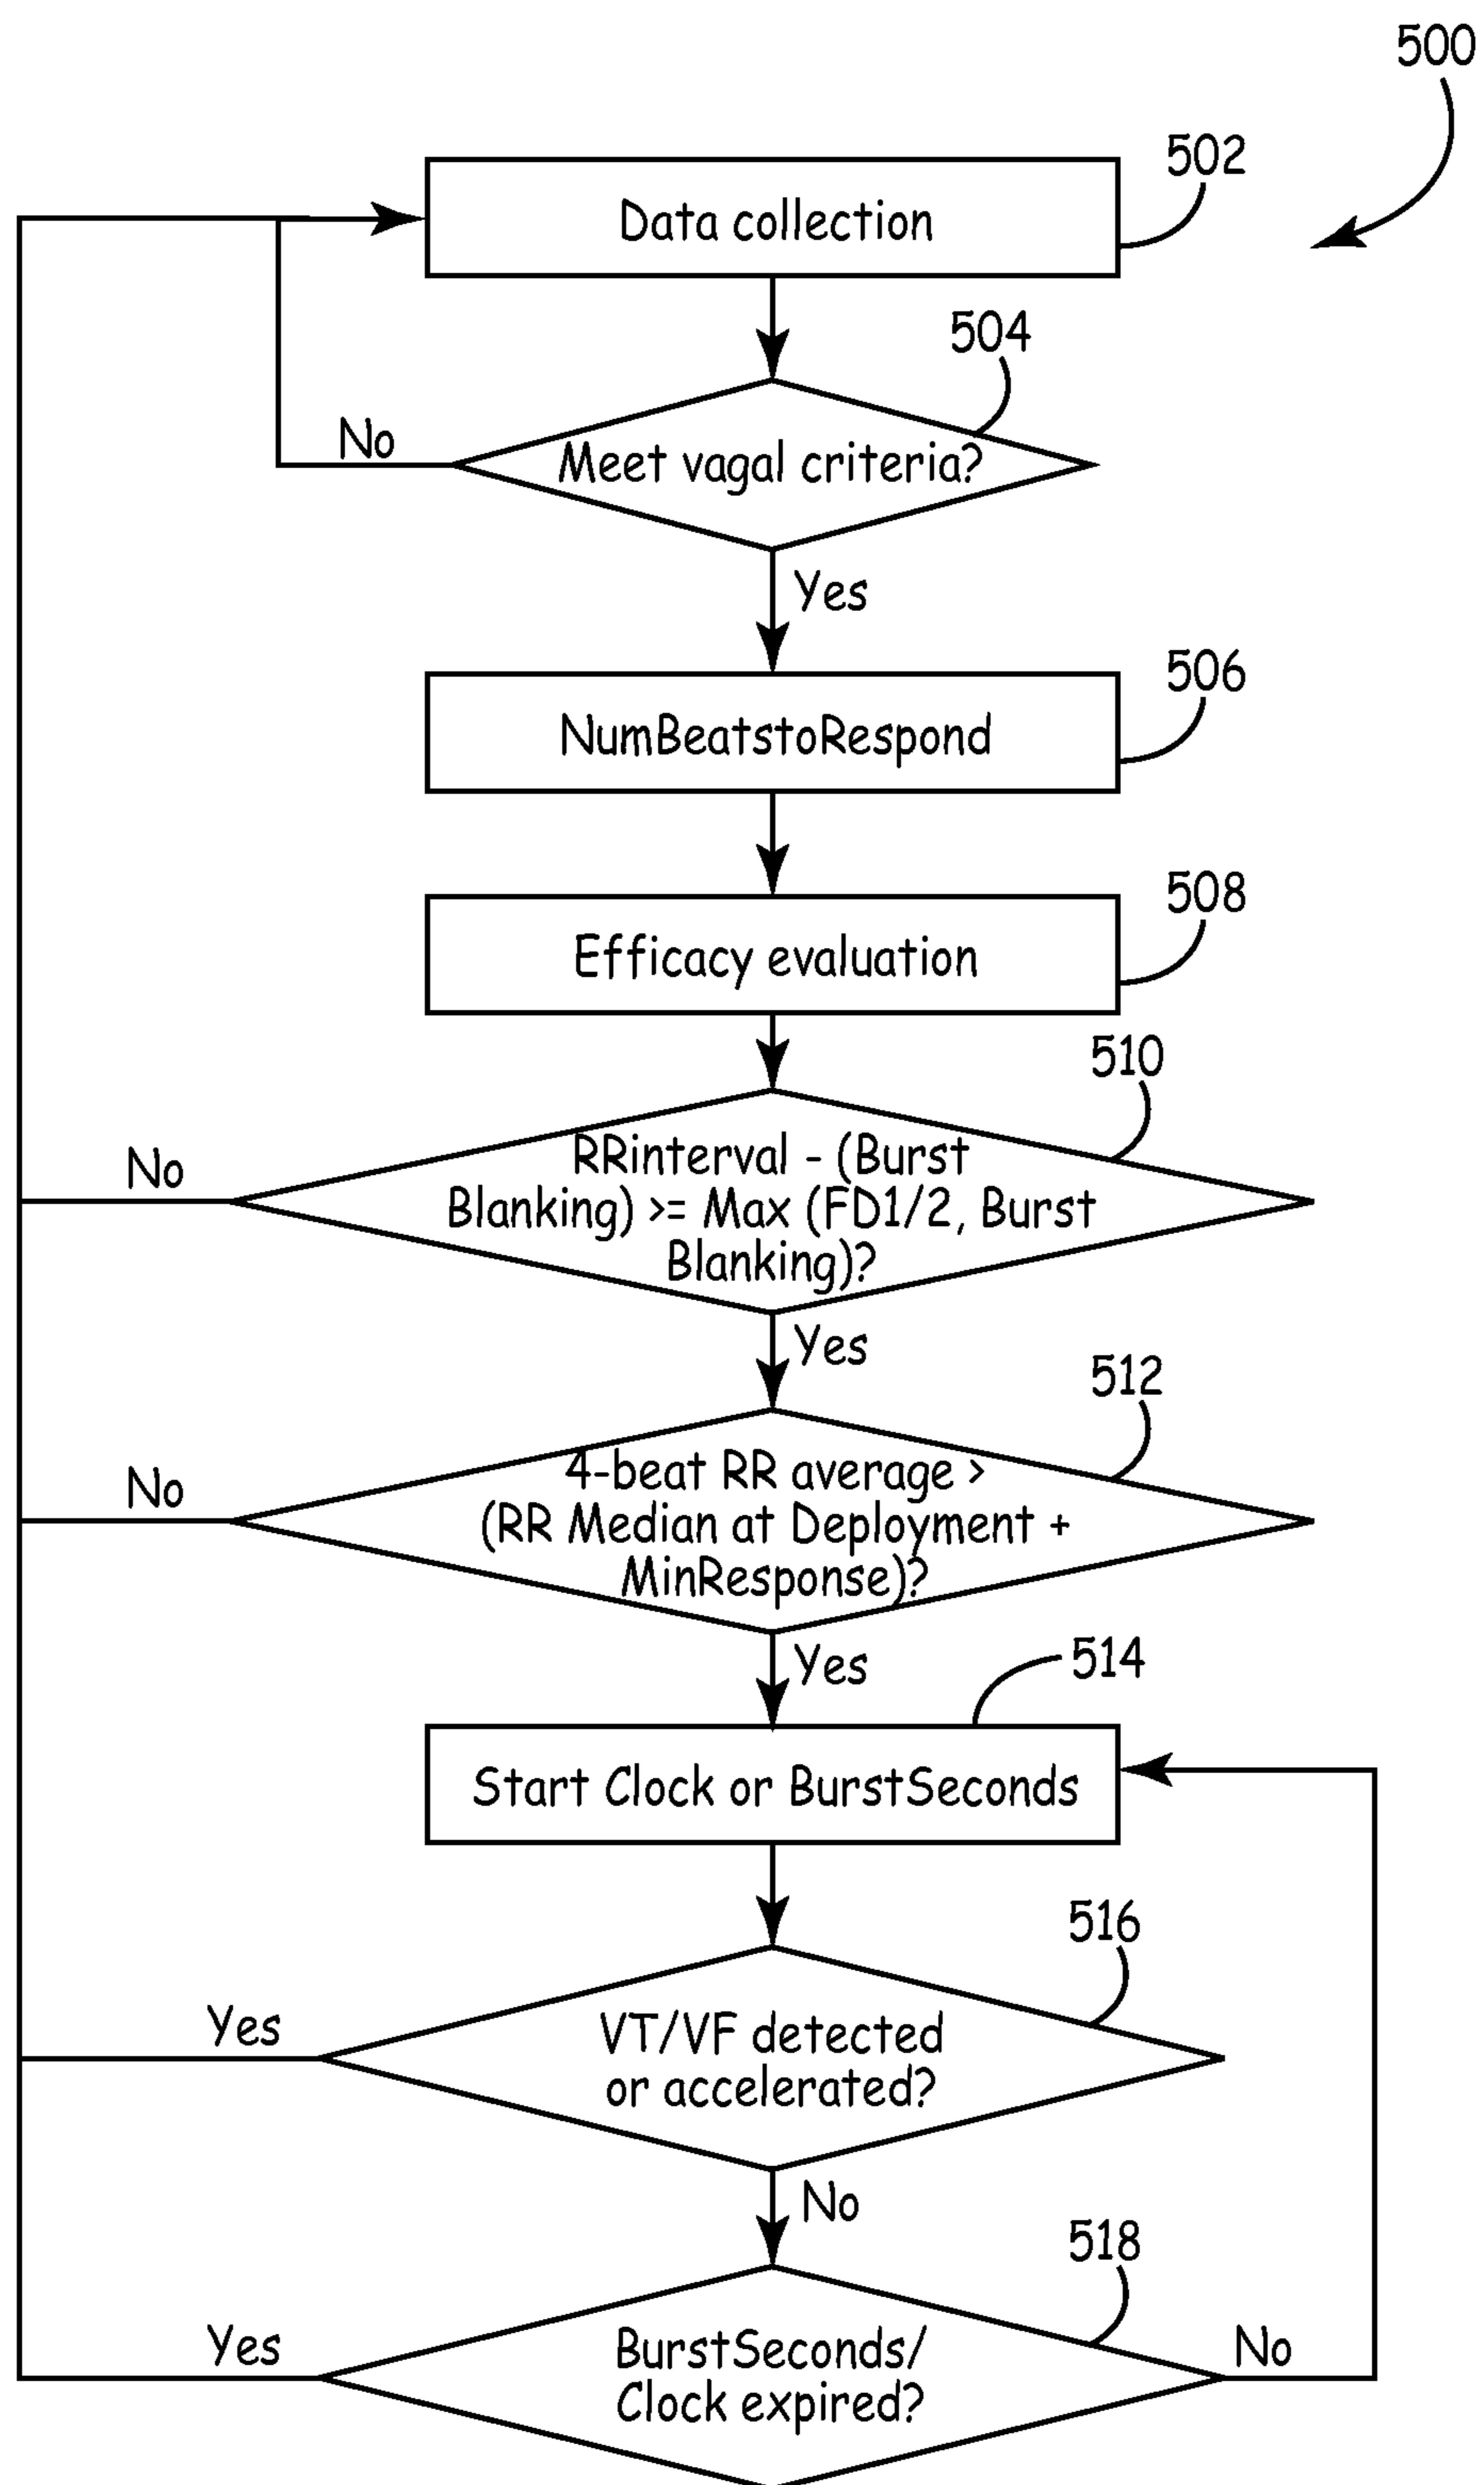 500
502
Data collection
504
No
Meet vagal criteria?
Yes
506
NumBeatstoRespond
508
Efficacy evaluation
510
No
RRinterval - (Burst
Blanking) >= Max (FD1/2, Burst
Blanking)?
Yes
512
No
4-beat RR average >
(RR Median at Deployment +
MinResponse)?
Yes
514
Start Clock or BurstSeconds
516
Yes
VT/VF detected
or accelerated?
No
518
Yes
BurstSeconds/
Clock expired?
No